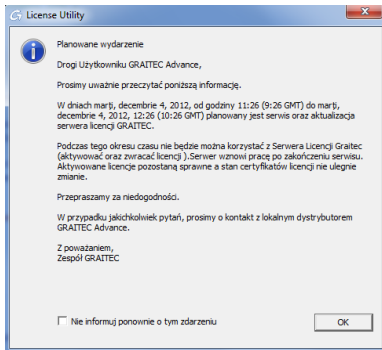 License Utility
Planowane wydarzenie
Drogi Użytkowniku GRAITEC Advance,
Prosimy uważnie przeczytać poniższą informację.
W dniach marți, decembrie 4, 2012, od godziny 11:26 (9:26 GMT) do marți,
decembrie 4, 2012, 12:26 (10:26 GMT) planowany jest serwis oraz aktualizacja
serwera licencji GRAITEC.
Podczas tego okresu czasu nie będzie można korzystać z Serwera Licencji Graitec
(aktywować oraz zwracać licencji ).Serwer wznowi pracę po zakończeniu serwisu.
Aktywowane licencje pozostaną sprawne a stan certyfikatów licencji nie ulegnie
zmianie.
Przepraszamy za niedogodności.
W przypadku jakichkolwiek pytań, prosimy o kontakt z lokalnym dystrybutorem
GRAITEC Advance.
Z poważaniem,
Zespół GRAITEC
Nie informuj ponownie o tym zdarzeniu
OK